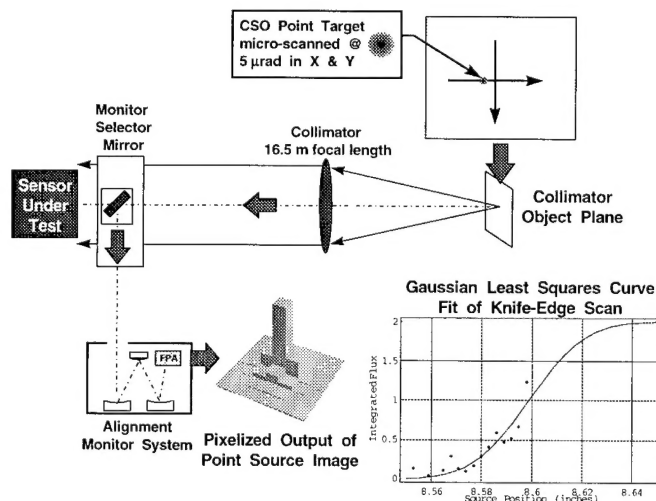 CSO Point Target
micro-scanned @
5 µrad in X & Y
Monitor
Selector
Mirror
Collimator
16.5 m focal length
Sensor
Under
Test
Collimator
Object Plane
FPA
Alignment
Monitor System
Pixelized Output of
Point Source Image
Gaussian Least Squares Curve
Fit of Knife-Edge Scan
Integrated Flux
2
1.5
1
0.5
0
8.56
8.58
8.6
8.62
8.64
Source Position (inches)